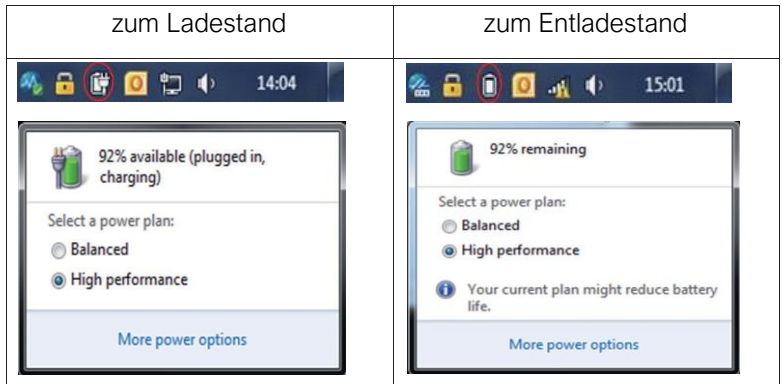 zum Ladestand
zum Entladestand
14:04
15:01
92% available (plugged in,
charging)
Select a power plan:
Balanced
High performance
More power options
92% remaining
Select a power plan:
Balanced
High performance
Your current plan might reduce battery
life.
More power options